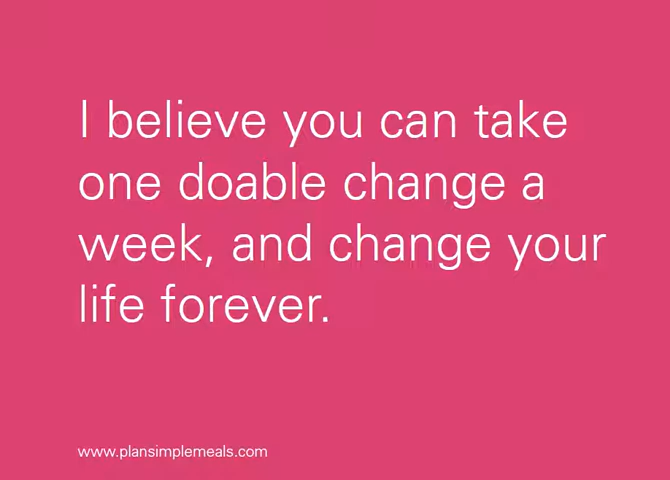 I believe you can take
one doable change a
week, and change your
life forever.
www.plansimplemeals.com